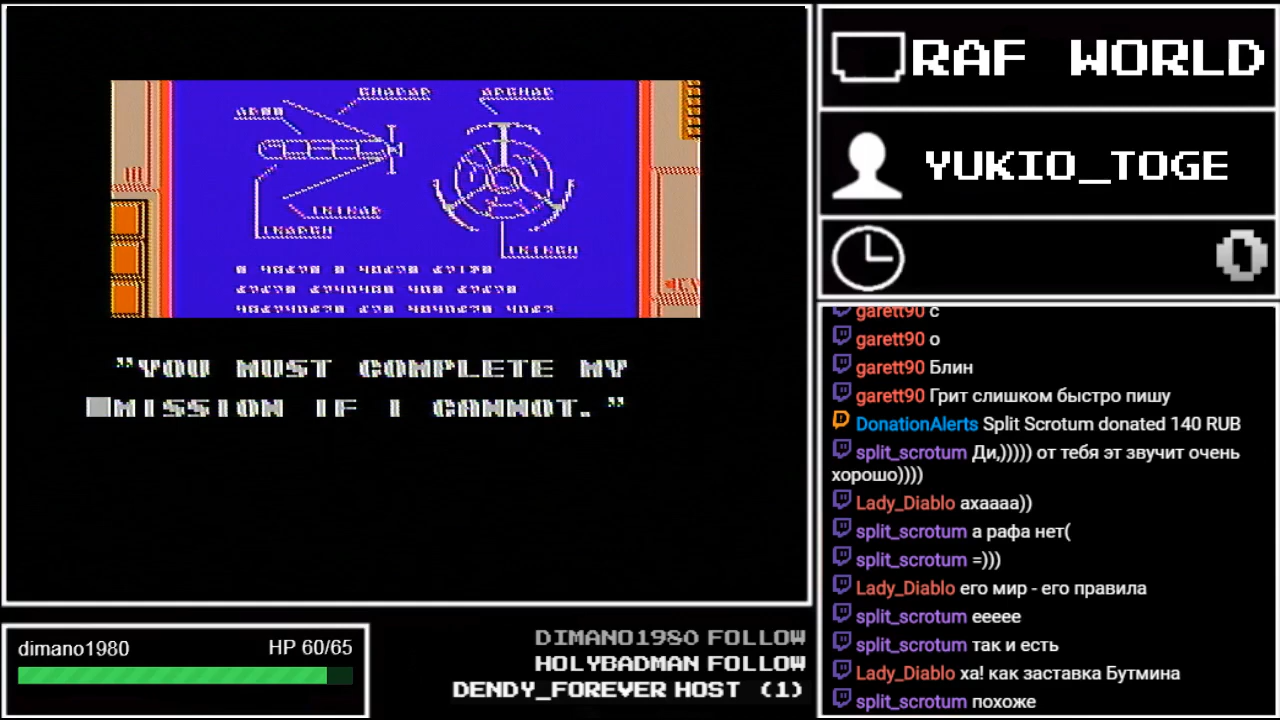 "YOU MUST COMPLETE MY
MISSION IF I CANNOT."
RAF WORLD
YUKIO_TOGE
0
garett90 с
garett90 о
garett90 Блин
garett90 Грит слишком быстро пишу
DonationAlerts Split Scrotum donated 140 RUB
split_scrotum Ди,))))) от тебя эт звучит очень
хорошо))))
Lady_Diablo ахаааа))
split_scrotum а рафа нет(
split_scrotum =)))
Lady_Diablo его мир - его правила
split_scrotum еееее
split_scrotum так и есть
Lady_Diablo ха! как заставка Бутмина
split_scrotum похоже
dimano1980 HP 60/65
DIMANO1980 FOLLOW
HOLYBADMAN FOLLOW
DENDY_FOREVER HOST (1)